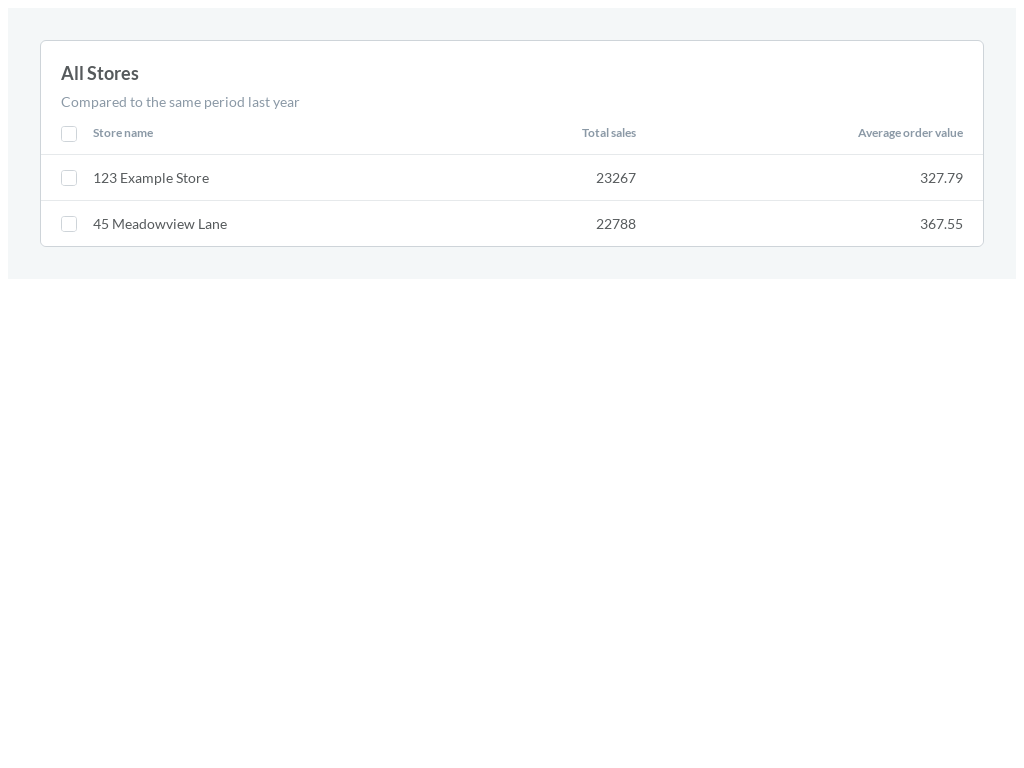 All Stores
Compared to the same period last year
Store name Total sales Average order value
123 Example Store 23267 327.79
45 Meadowview Lane 22788 367.55